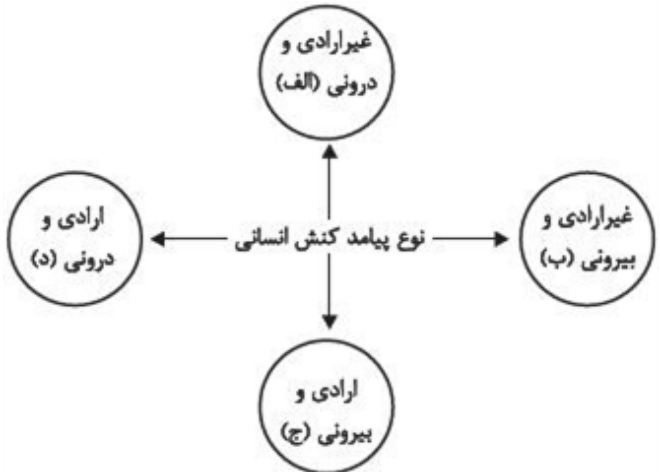 غیرارادی و
درونی (الف)
غیرارادی و
بیرونی (ب)
نوع پیامد کنش انسانی
ارادی و
درونی (د)
ارادی و
بیرونی (ج)